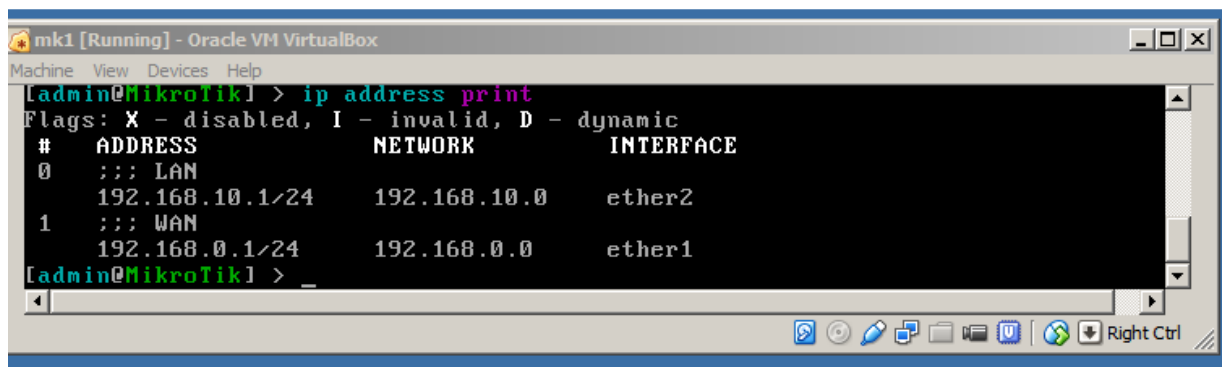 mk1 [Running] - Oracle VM VirtualBox
Machine View Devices Help
[admin@MikroTik] > ip address print
Flags: X - disabled, I - invalid, D - dynamic
# ADDRESS NETWORK INTERFACE
0 ;;; LAN
192.168.10.1/24 192.168.10.0 ether2
1 ;;; WAN
192.168.0.1/24 192.168.0.0 ether1
[admin@MikroTik] > _
Right Ctrl